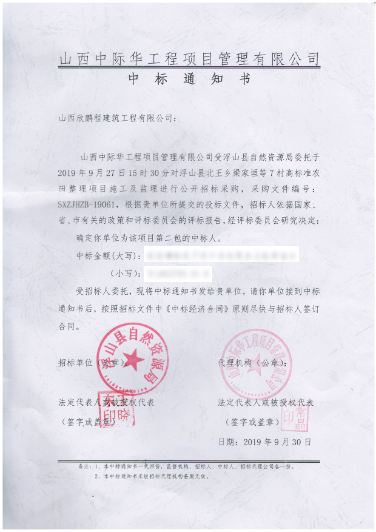 山西中际华工程项目管理有限公司
中标通知书
山西欣鹏程建筑工程有限公司：
山西中际华工程项目管理有限公司受浮山县自然资源局委托于
2019年9月27日15时30分对浮山县北王乡梁家河等7村高标准农
田整理项目施工及监理进行公开招标采购，采购文件编号：
SXZJHZB-19061，根据贵单位所提交的投标文件，招标人依据国家、
省、市有关的政策和评标委员会的评标报告，经评标委员会研究决定：
确定你单位为该项目第二包的中标人。
中标金额(大写)：
(小写)：
受招标人委托，现将中标通知书发给贵单位，请你单位接到中标
通知书后，按照招标文件中《中标经济合同》原则尽快与招标人签订
合同。
招标单位（公章）： 代理机构（公章）：
浮山县自然资源局
法定代表人或被授权代表 法定代表人或被授权代表
（签字或盖章） （签字或盖章）
日期：2019年9月30日